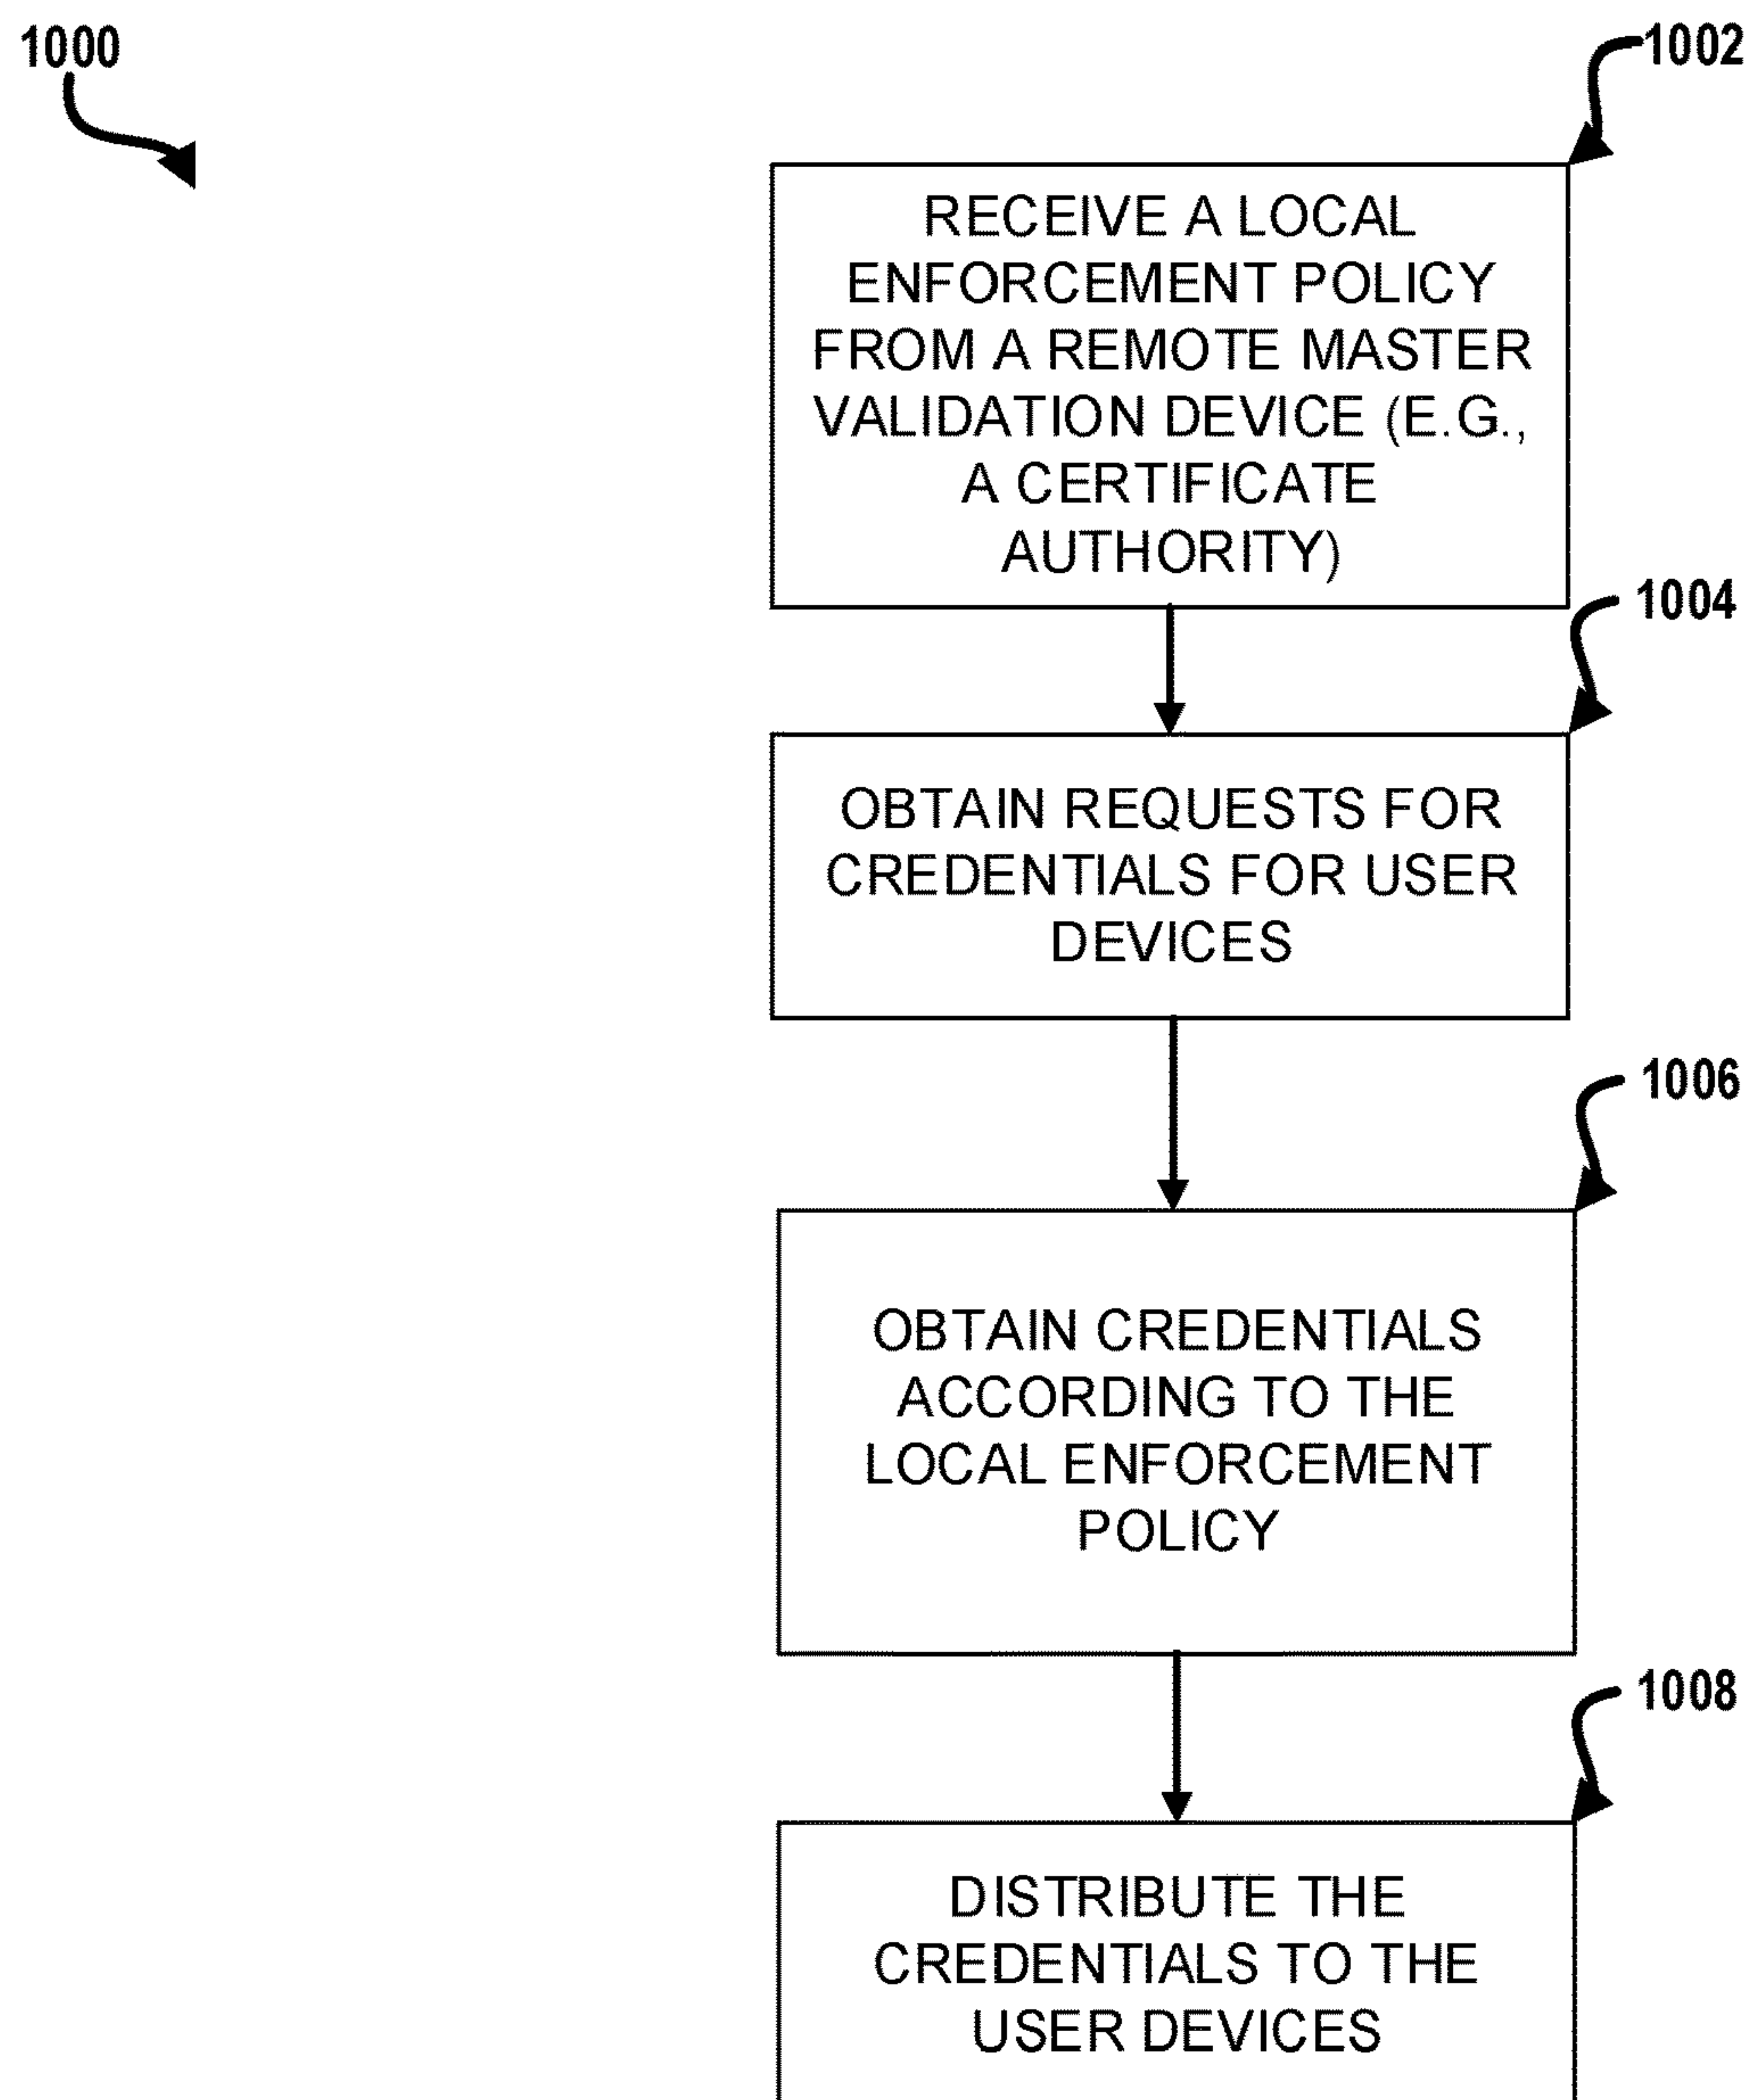 1000
1002
RECEIVE A LOCAL
ENFORCEMENT POLICY
FROM A REMOTE MASTER
VALIDATION DEVICE (E.G.,
A CERTIFICATE
AUTHORITY)
1004
OBTAIN REQUESTS FOR
CREDENTIALS FOR USER
DEVICES
1006
OBTAIN CREDENTIALS
ACCORDING TO THE
LOCAL ENFORCEMENT
POLICY
1008
DISTRIBUTE THE
CREDENTIALS TO THE
USER DEVICES